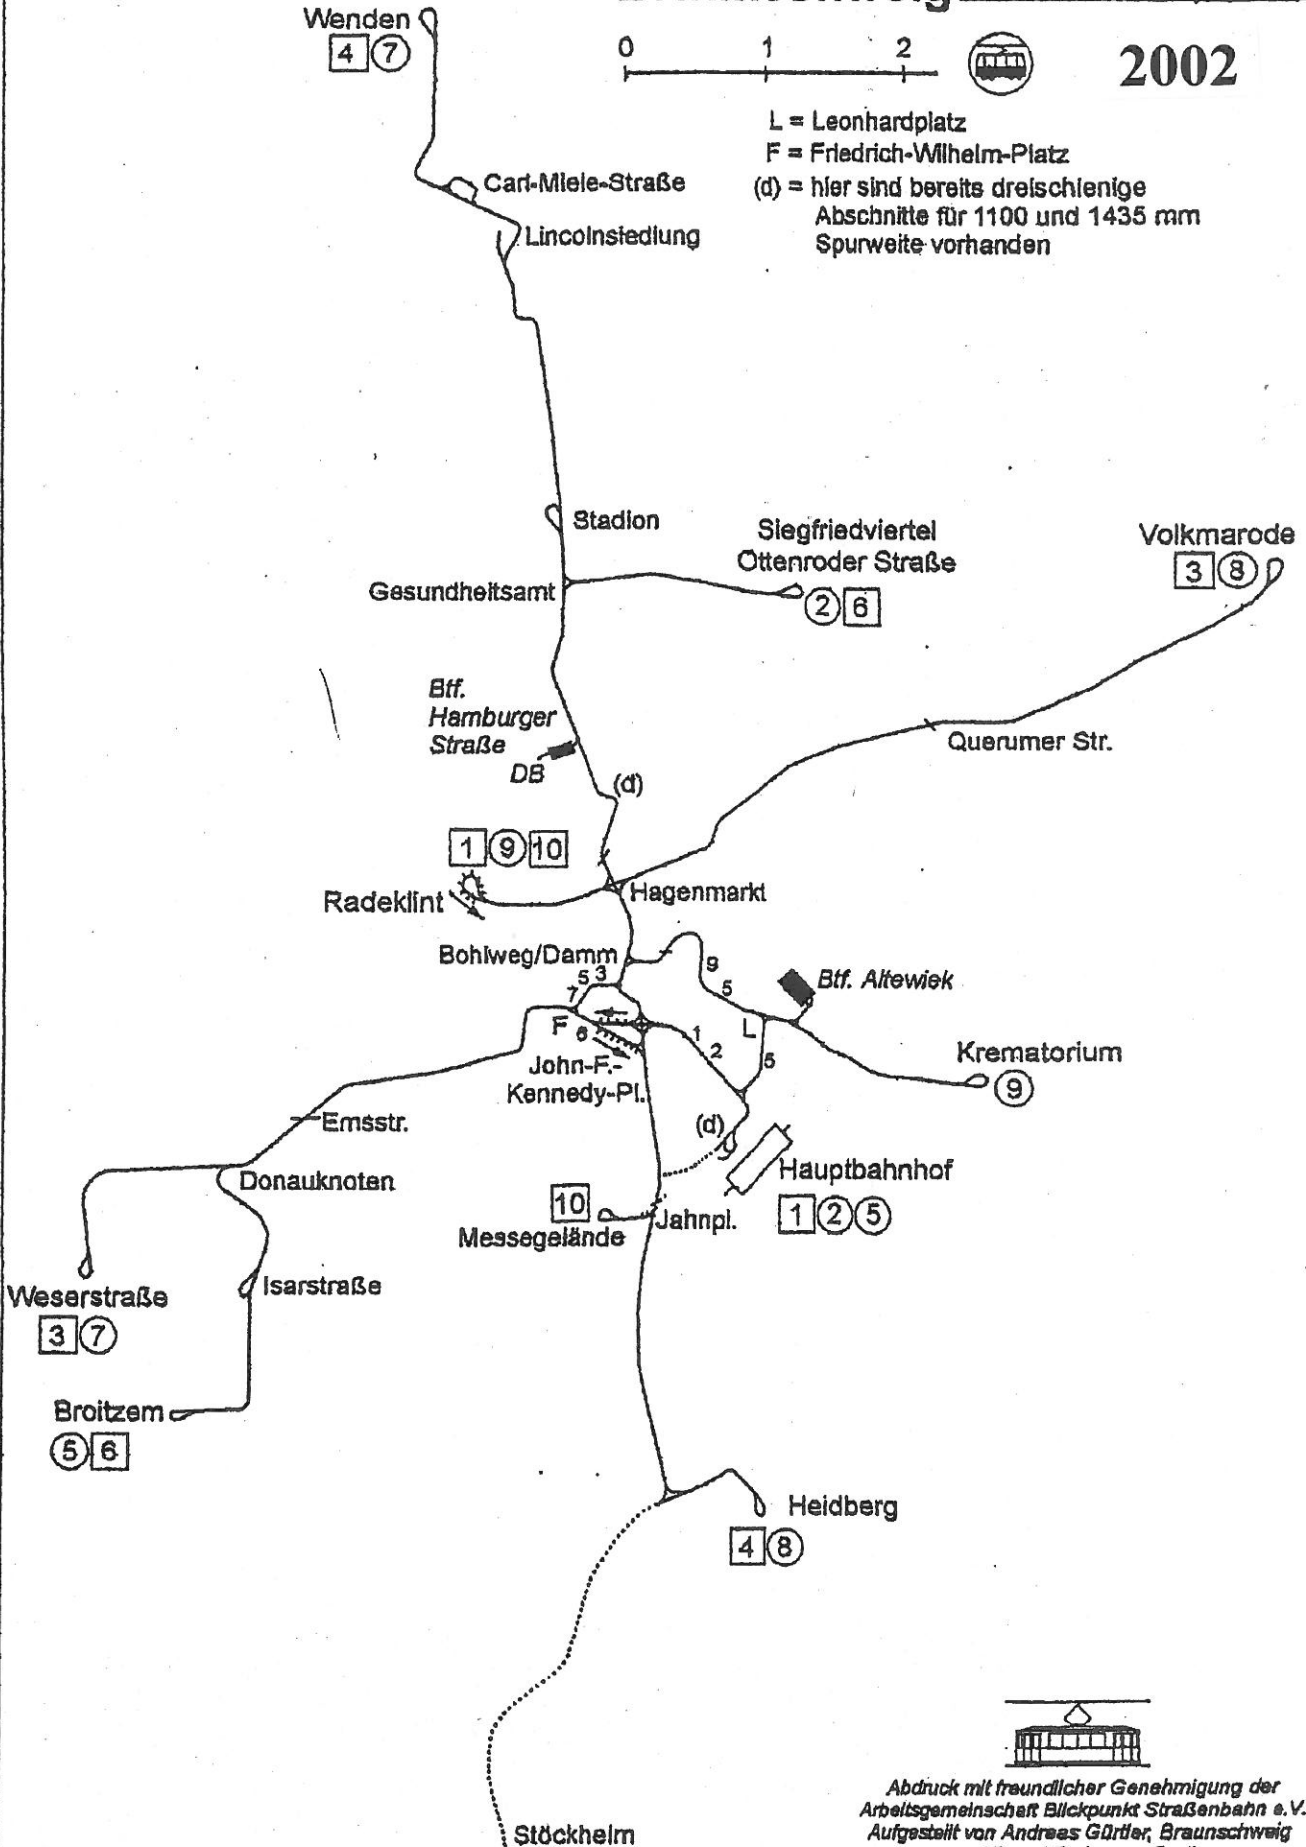 0 1 2
2002
L = Leonhardplatz
F = Friedrich-Wilhelm-Platz
(d) = hier sind bereits dreischienige
Abschnitte für 1100 und 1435 mm
Spurweite vorhanden
Wenden
4 7
Carl-Miele-Straße
Lincolnsiedlung
Stadion
Siegfriedviertel
Ottenroder Straße
2 6
Volkmarode
3 8
Gesundheitsamt
Btf.
Hamburger
Straße
DB
(d)
Querumer Str.
1 9 10
Radeklint
Hagenmarkt
Bohlweg/Damm
9
5
Btf. Altewiek
5 3
7
F 6
1
2
L
5
John-F.-
Kennedy-Pl.
Krematorium
9
Emsstr.
(d)
Donauknoten
Hauptbahnhof
1 2 5
10
Messegelände
Jahnpl.
Isarstraße
Weserstraße
3 7
Broitzem
5 6
Heidberg
4 8
Stöckheim
Abdruck mit freundlicher Genehmigung der
Arbeitsgemeinschaft Blickpunkt Straßenbahn e.V.
Aufgestellt von Andreas Gürtler, Braunschweig